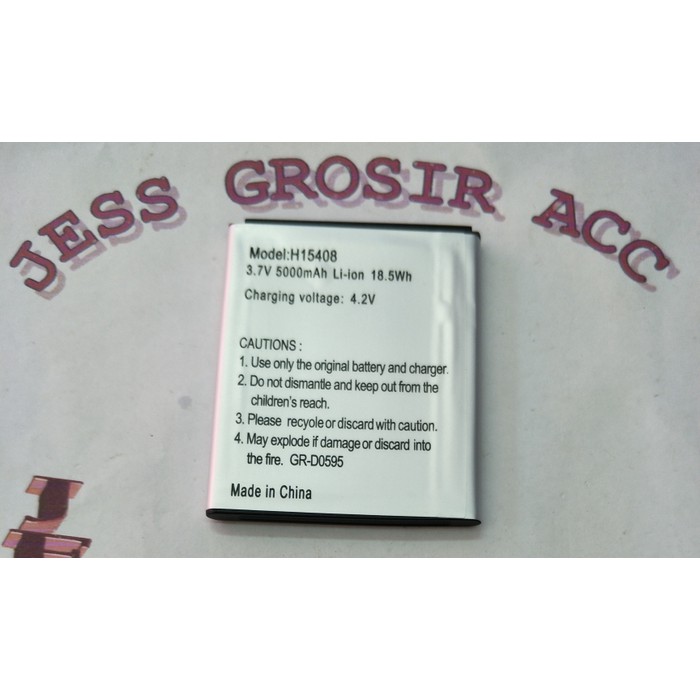 JESS GROSIR ACC
Model:H15408
3.7V 5000mAh Li-ion 18.5Wh
Charging voltage: 4.2V
CAUTIONS :
1. Use only the original battery and charger.
2. Do not dismantle and keep out from the
children's reach.
3. Please recycle or discard with caution.
4. May explode if damage or discard into
the fire. GR-D0595
Made in China